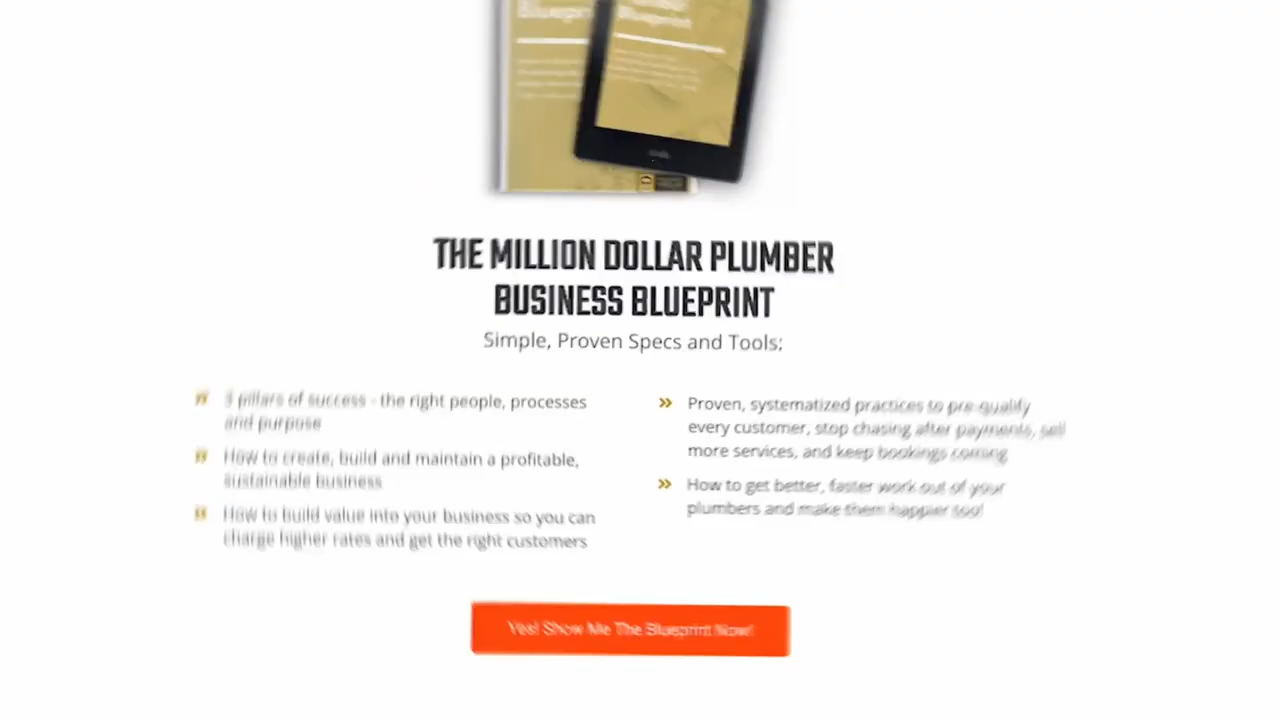 Blueprint
Blueprint
THE MILLION DOLLAR PLUMBER
BUSINESS BLUEPRINT
Simple, Proven Specs and Tools:
3 pillars of success - the right people, processes
and purpose
How to create, build and maintain a profitable,
sustainable business
How to build value into your business so you can
charge higher rates and get the right customers
Proven, systematized practices to pre-qualify
every customer, stop chasing after payments, sell
more services, and keep bookings coming
How to get better, faster work out of your
plumbers and make them happier too!
Yes! Show Me The Blueprint Now!